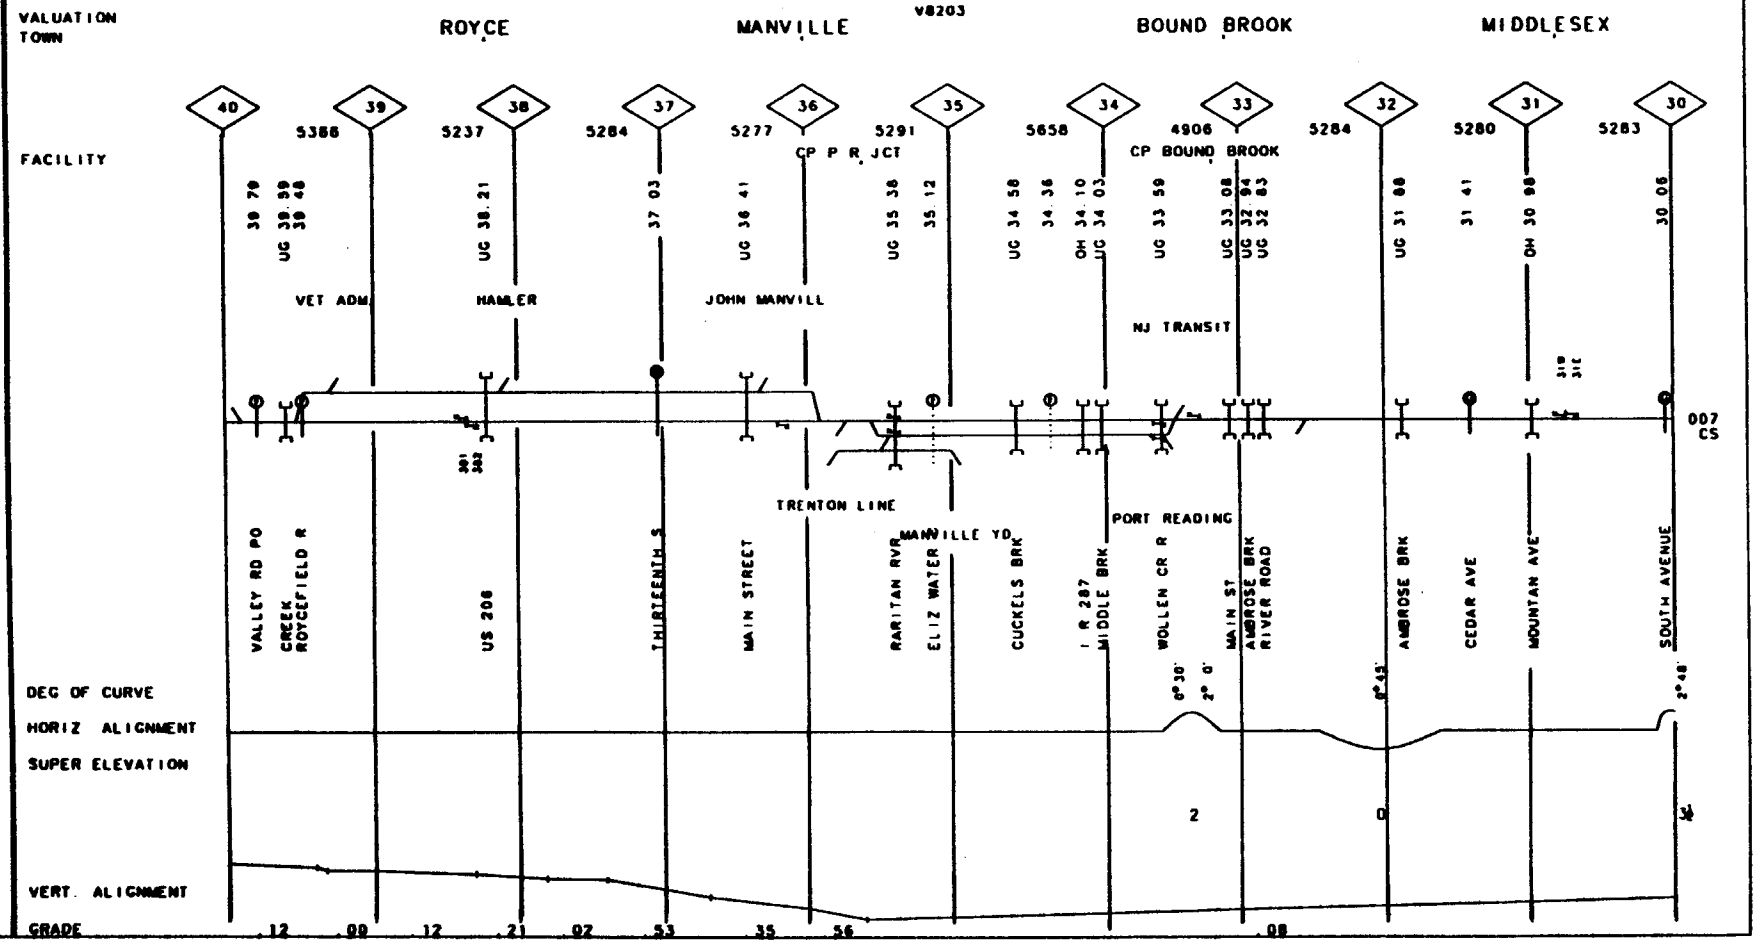 VALUATION
TOWN
ROYCE
MANVILLE
V8203
BOUND BROOK
MIDDLESEX
40 39 38 37 36 35 34 33 32 31 30
5386 5237 5284 5277 5291 5658 4906 5284 5280 5283
FACILITY
CP P R JCT
CP BOUND BROOK
39 79
UG 39.59
39 48
UG 38.21
37 03
UG 36 41
UG 35 38
35.12
UG 34 58
34.36
OH 34.10
UG 34 03
UG 33 59
UG 33.08
UG 32.94
UG 32 83
UG 31 88
31 41
OH 30 98
30 06
VET ADM
HAMLER
JOHN MANVILL
NJ TRANSIT
319
31E
007
CS
301
302
TRENTON LINE
MANVILLE YD
PORT READING
VALLEY RD PO
CREEK
ROYCEFIELD R
US 206
THIRTEENTH S
MAIN STREET
RARITAN RVR
ELIZ WATER
CUCKELS BRK
I R 287
MIDDLE BRK
WOLLEN CR R
MAIN ST
AMBROSE BRK
RIVER ROAD
AMBROSE BRK
CEDAR AVE
MOUNTAN AVE
SOUTH AVENUE
DEG OF CURVE
0°30'
2° 0'
0°45'
2°48'
HORIZ ALIGNMENT
SUPER ELEVATION
2 0 3½
VERT. ALIGNMENT
GRADE .12 .00 .12 .21 .02 .53 .35 .56 .08